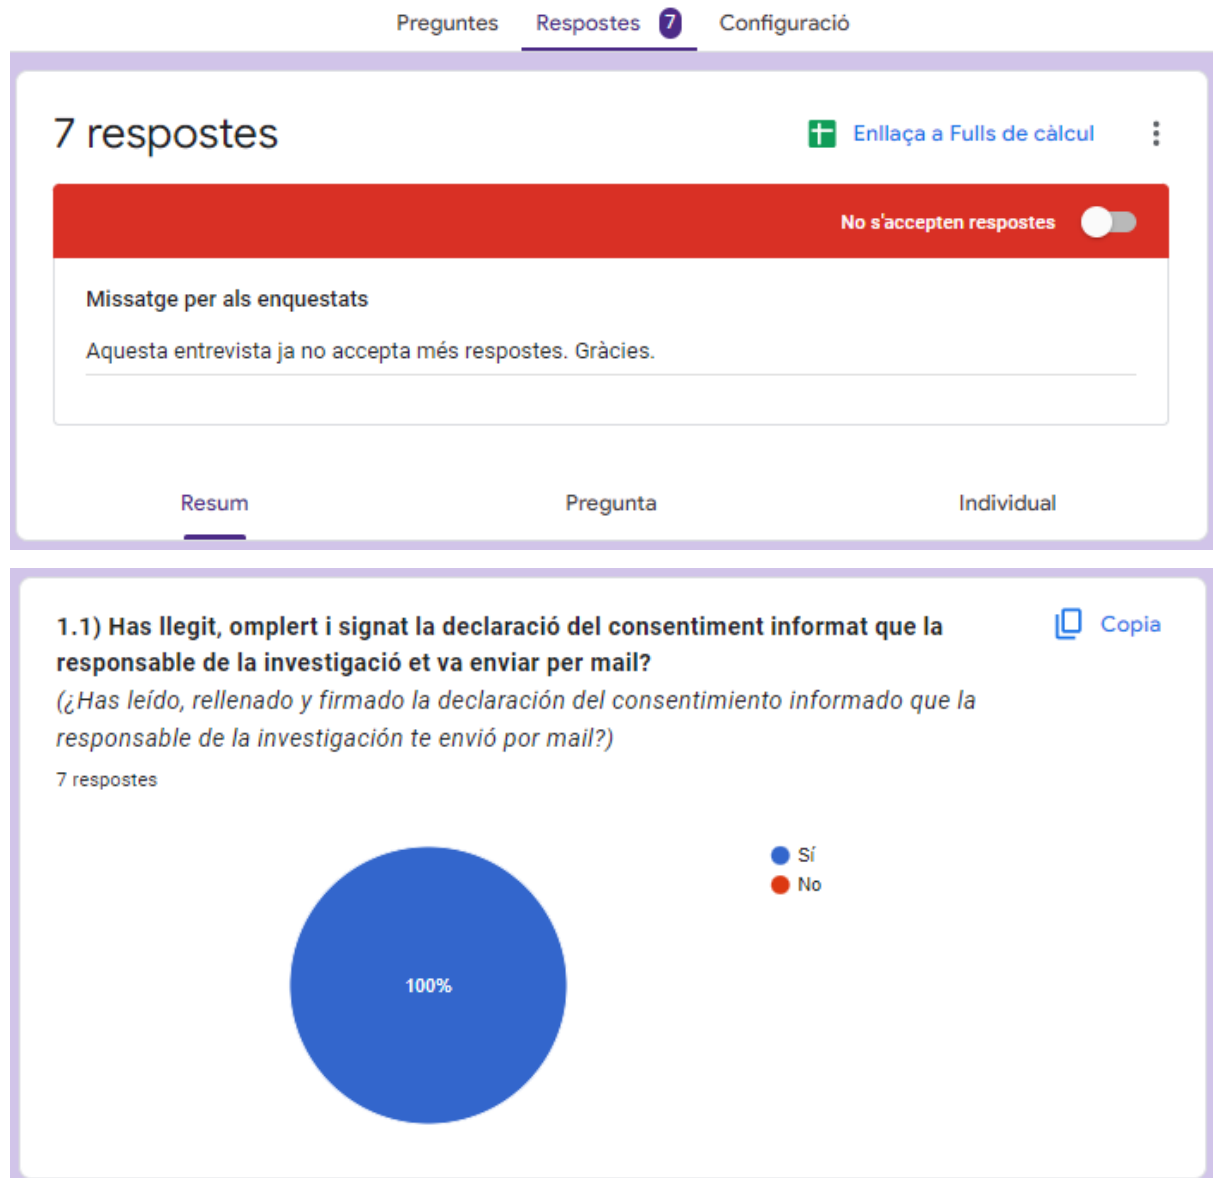 Preguntes Respostes 7 Configuració
7 respostes
Enllaça a Fulls de càlcul
No s'accepten respostes
Missatge per als enquestats
Aquesta entrevista ja no accepta més respostes. Gràcies.
Resum Pregunta Individual
1.1) Has llegit, omplert i signat la declaració del consentiment informat que la
responsable de la investigació et va enviar per mail?
(¿Has leído, rellenado y firmado la declaración del consentimiento informado que la
responsable de la investigación te envió por mail?)
Copia
7 respostes
Sí
No
100%